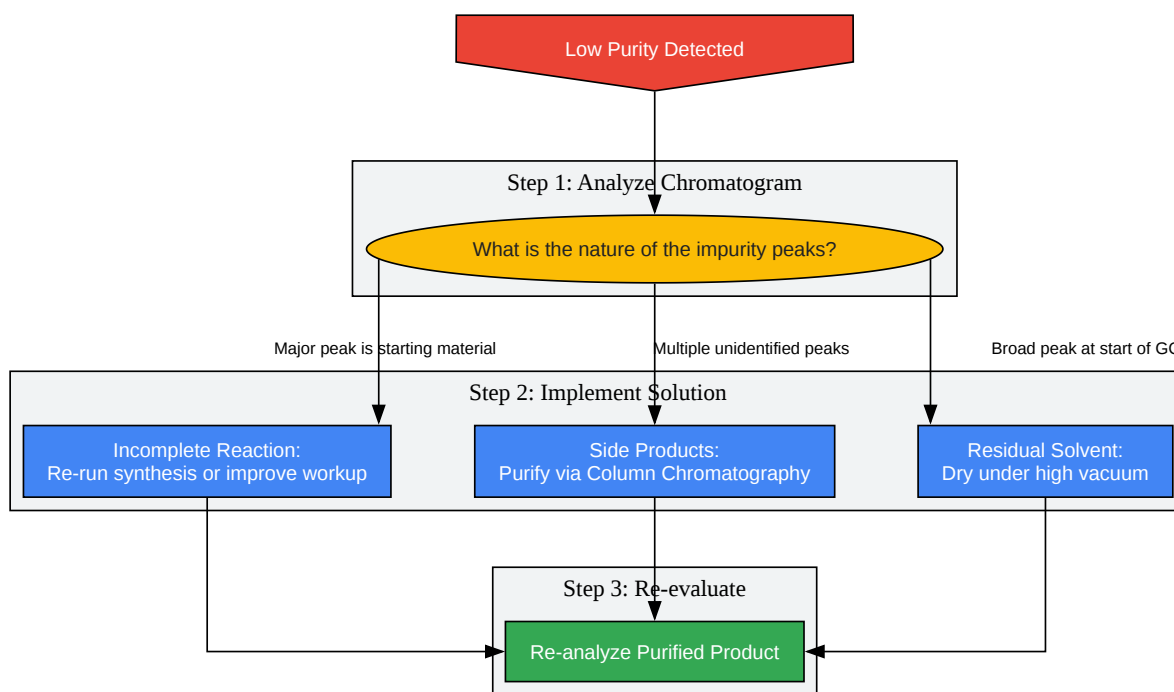 Low Purity Detected
Step 1: Analyze Chromatogram
What is the nature of the impurity peaks?
Major peak is starting material
Multiple unidentified peaks
Broad peak at start of GC
Step 2: Implement Solution
Incomplete Reaction:
Re-run synthesis or improve workup
Side Products:
Purify via Column Chromatography
Residual Solvent:
Dry under high vacuum
Step 3: Re-evaluate
Re-analyze Purified Product